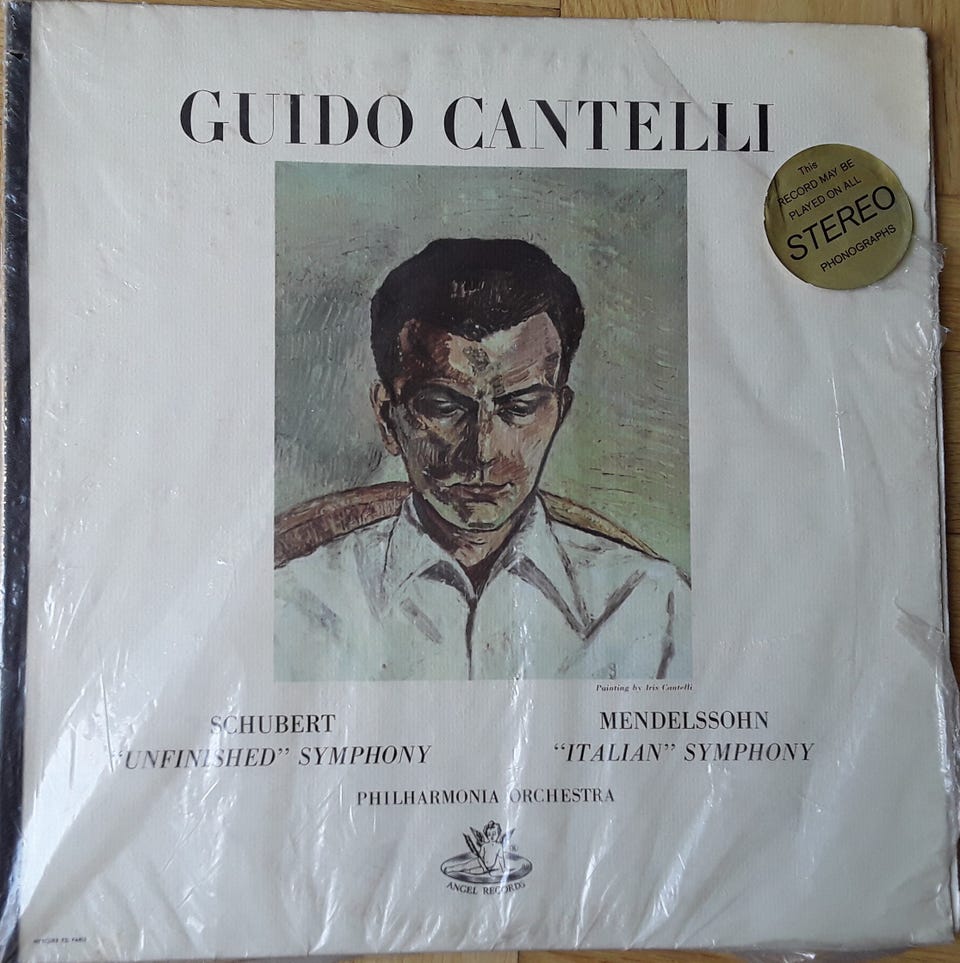 GUIDO CANTELLI
This
RECORD MAY BE
PLAYED ON ALL
STEREO
PHONOGRAPHS
Painting by Iris Cantelli
SCHUBERT
"UNFINISHED" SYMPHONY
MENDELSSOHN
"ITALIAN" SYMPHONY
PHILHARMONIA ORCHESTRA
ANGEL RECORDS